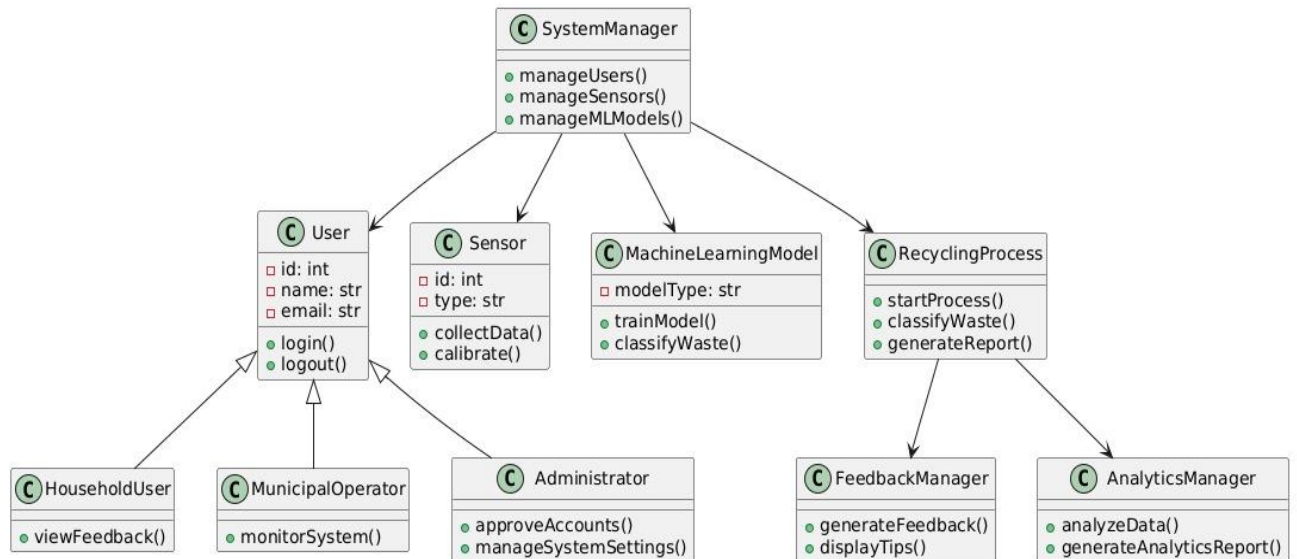 C SystemManager
manageUsers()
manageSensors()
manageMLModels()
C User
id: int
name: str
email: str
login()
logout()
C Sensor
id: int
type: str
collectData()
calibrate()
C MachineLearningModel
modelType: str
trainModel()
classifyWaste()
C RecyclingProcess
startProcess()
classifyWaste()
generateReport()
C HouseholdUser
viewFeedback()
C MunicipalOperator
monitorSystem()
C Administrator
approveAccounts()
manageSystemSettings()
C FeedbackManager
generateFeedback()
displayTips()
C AnalyticsManager
analyzeData()
generateAnalyticsReport()